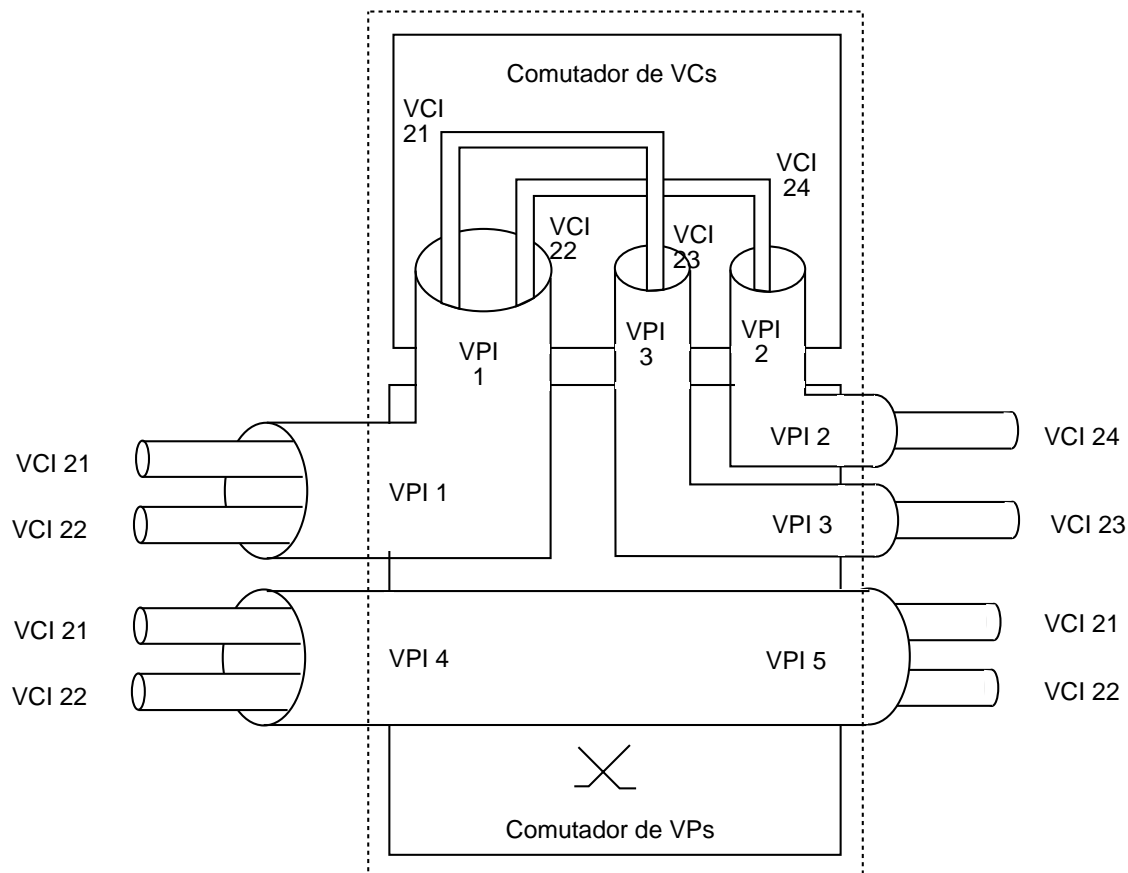 Comutador de VCs
VCI
21
VCI
24
VCI
22
VCI
23
VPI
1
VPI
3
VPI
2
VCI 21
VCI 22
VPI 1
VPI 2
VCI 24
VPI 3
VCI 23
VCI 21
VCI 22
VPI 4
VPI 5
VCI 21
VCI 22
Comutador de VPs